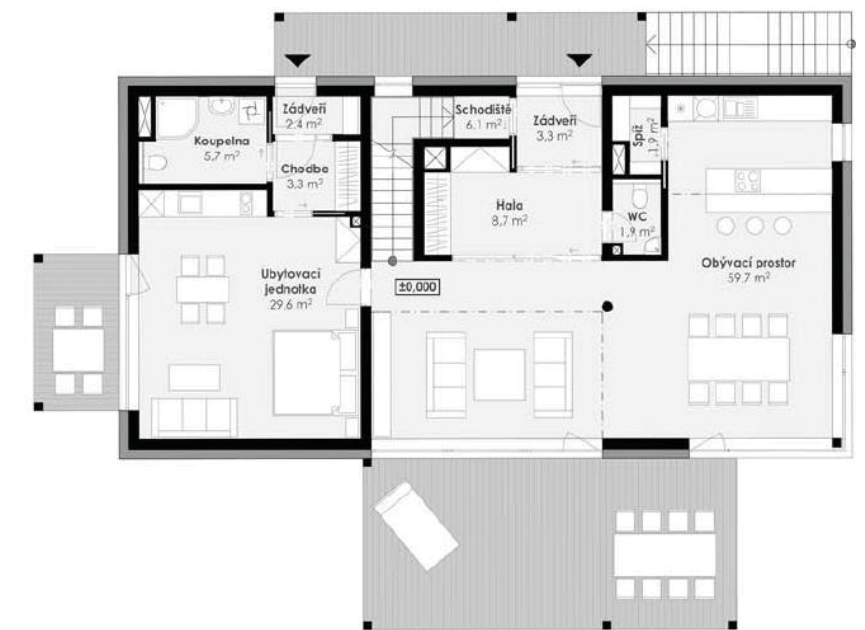 Zádveří
2.4 m²
Koupelna
5.7 m²
Chodba
3.3 m²
Schodiště
6.1 m²
Zádveří
3.3 m²
Spíž
1.9 m²
Hala
8.7 m²
WC
1.9 m²
Ubytovací
jednotka
29.6 m²
±0,000
Obývací prostor
59.7 m²